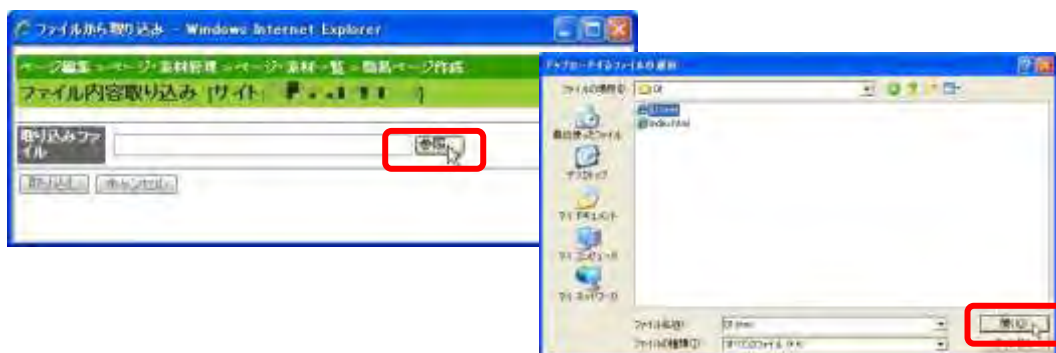 ファイルから取り込み - Windows Internet Explorer
ページ編集 > ページ・素材管理 > ページ・素材一覧 > 簡易ページ作成
ファイル内容取り込み [サイト: ]
取り込みファイル
参照...
取り込む
キャンセル
アップロードするファイルの選択
ファイルの場所(I):
index.html
最近使ったファイル
デスクトップ
マイ ドキュメント
マイ コンピュータ
マイ ネットワーク
ファイル名(N):
ファイルの種類(T):
すべてのファイル (*.*)
開く(O)